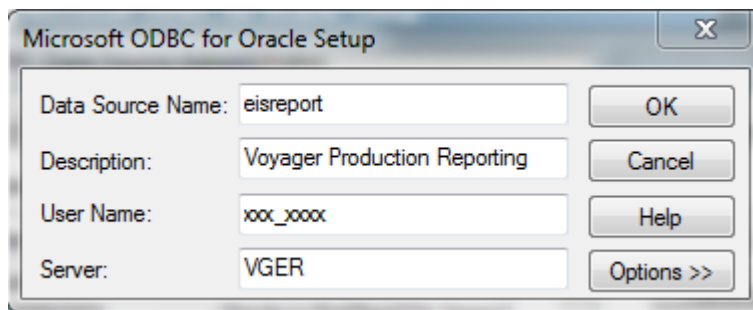 Microsoft ODBC for Oracle Setup
Data Source Name: eisreport OK
Description: Voyager Production Reporting Cancel
User Name: xxx_xxxx Help
Server: VGER Options >>